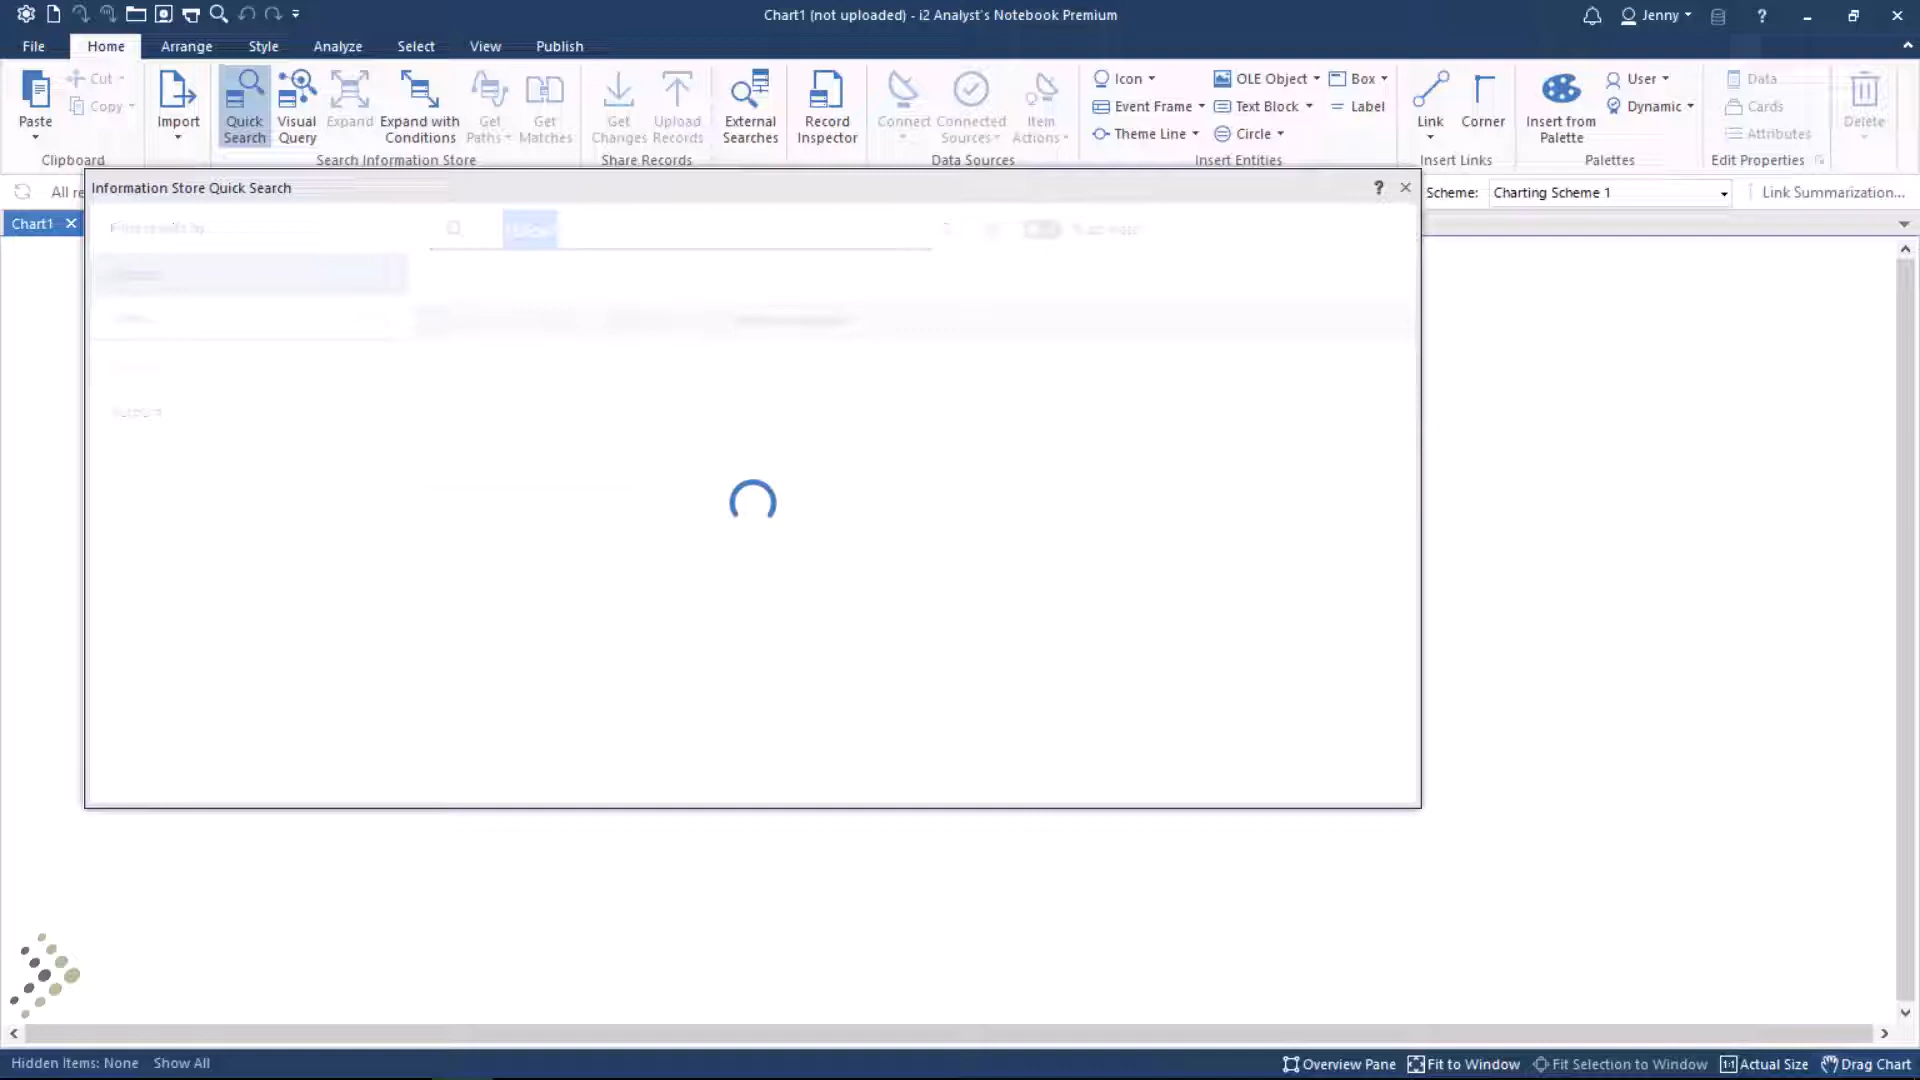 Chart1 (not uploaded) - i2 Analyst's Notebook Premium
Jenny
?
File Home Arrange Style Analyze Select View Publish
Paste
Cut
Copy
Clipboard
Import
Quick Search
Visual Query
Expand
Expand with Conditions
Get Paths
Get Matches
Search Information Store
Get Changes
Upload Records
Share Records
External Searches
Record Inspector
Connect
Connected Sources
Item Actions
Data Sources
Icon
OLE Object
Box
Event Frame
Text Block
Label
Theme Line
Circle
Insert Entities
Link
Corner
Insert Links
Insert from Palette
User
Dynamic
Palettes
Data
Cards
Attributes
Edit Properties
Delete
All re
Scheme: Charting Scheme 1
Link Summarization...
Chart1
Information Store Quick Search
?
Hidden Items: None Show All
Overview Pane Fit to Window Fit Selection to Window 1:1 Actual Size Drag Chart